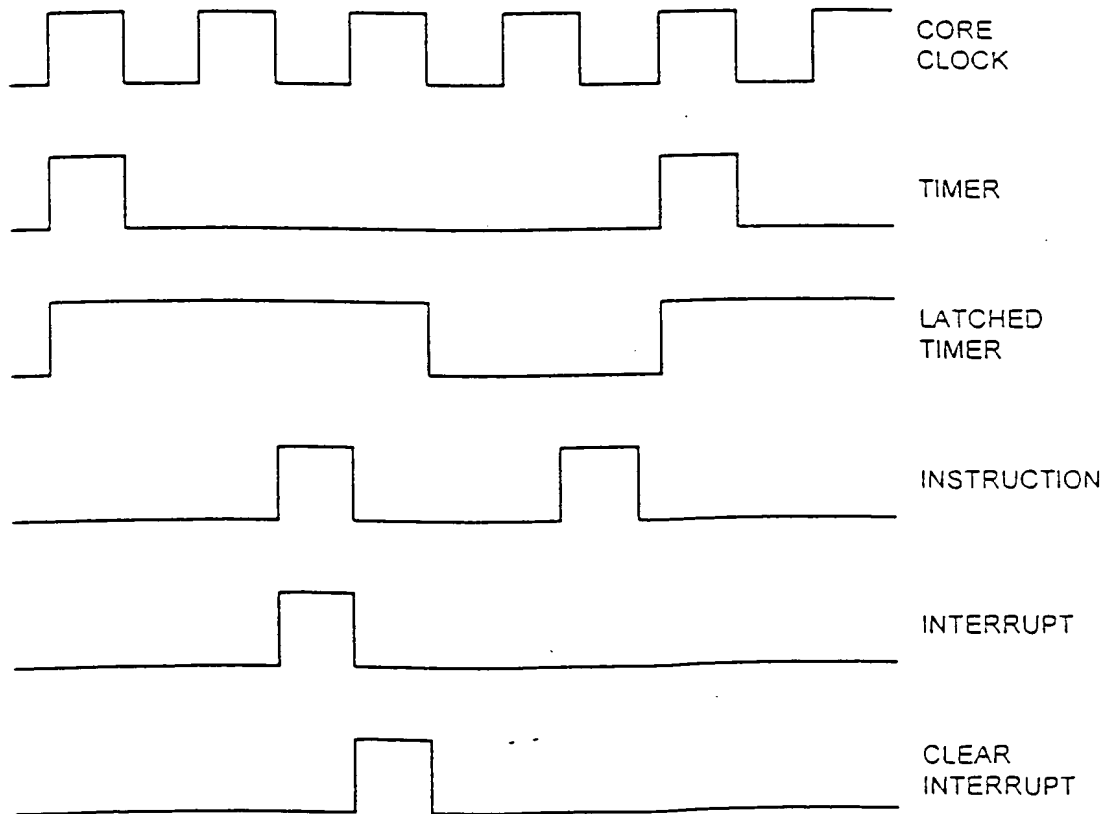 CORE
CLOCK
TIMER
LATCHED
TIMER
INSTRUCTION
INTERRUPT
CLEAR
INTERRUPT